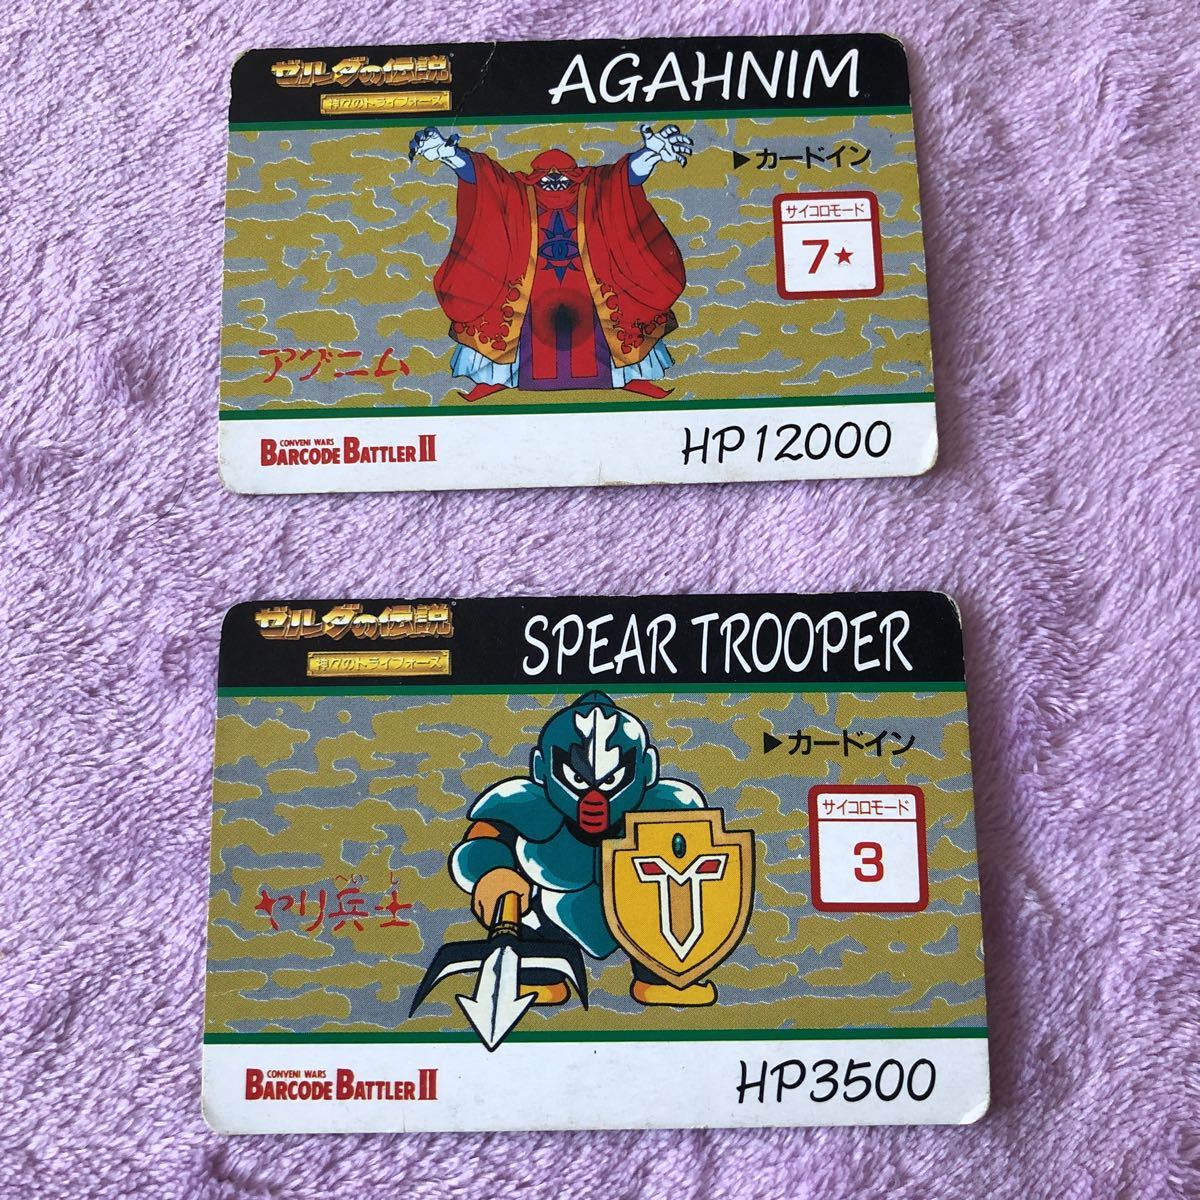 ゼルダの伝説
神々のトライフォース
AGAHNIM
▶カードイン
サイコロモード
7★
アグニム
CONVENI WARS
BARCODE BATTLER II
HP12000
ゼルダの伝説
神々のトライフォース
SPEAR TROOPER
▶カードイン
サイコロモード
3
へいし
ヤリ兵士
CONVENI WARS
BARCODE BATTLER II
HP3500